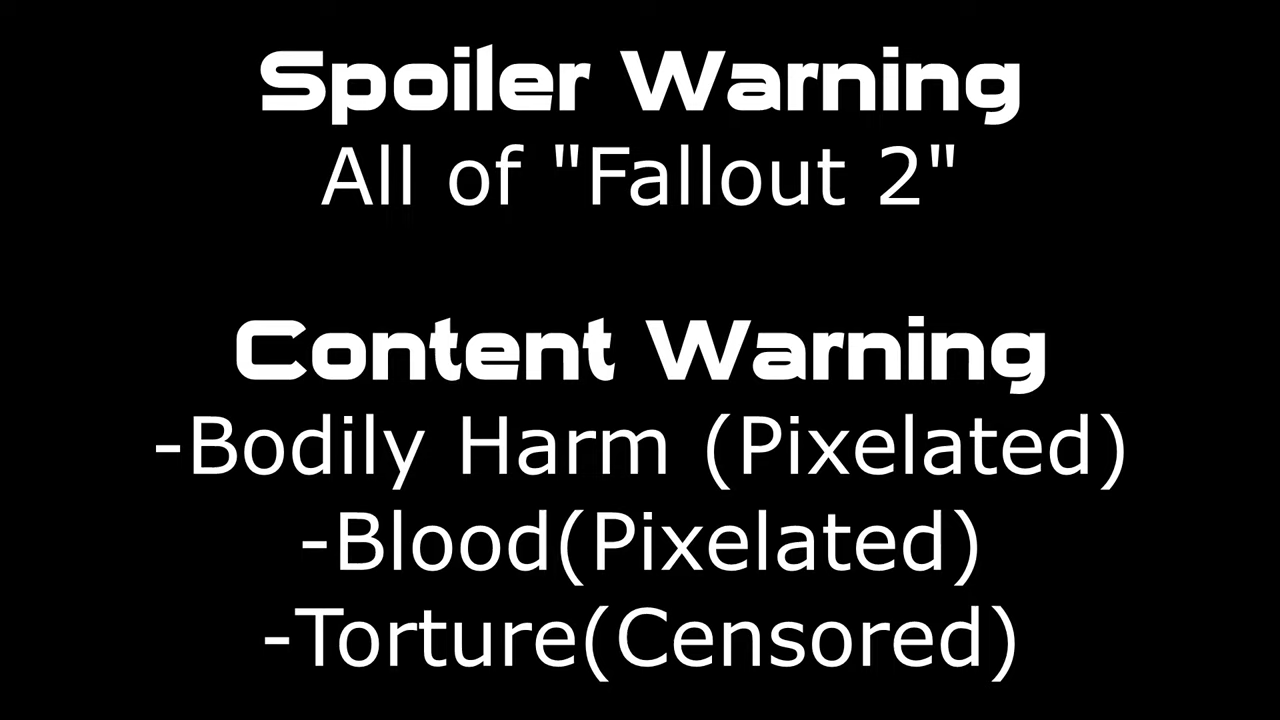 Spoiler Warning
All of "Fallout 2"
Content Warning
-Bodily Harm (Pixelated)
-Blood(Pixelated)
-Torture(Censored)